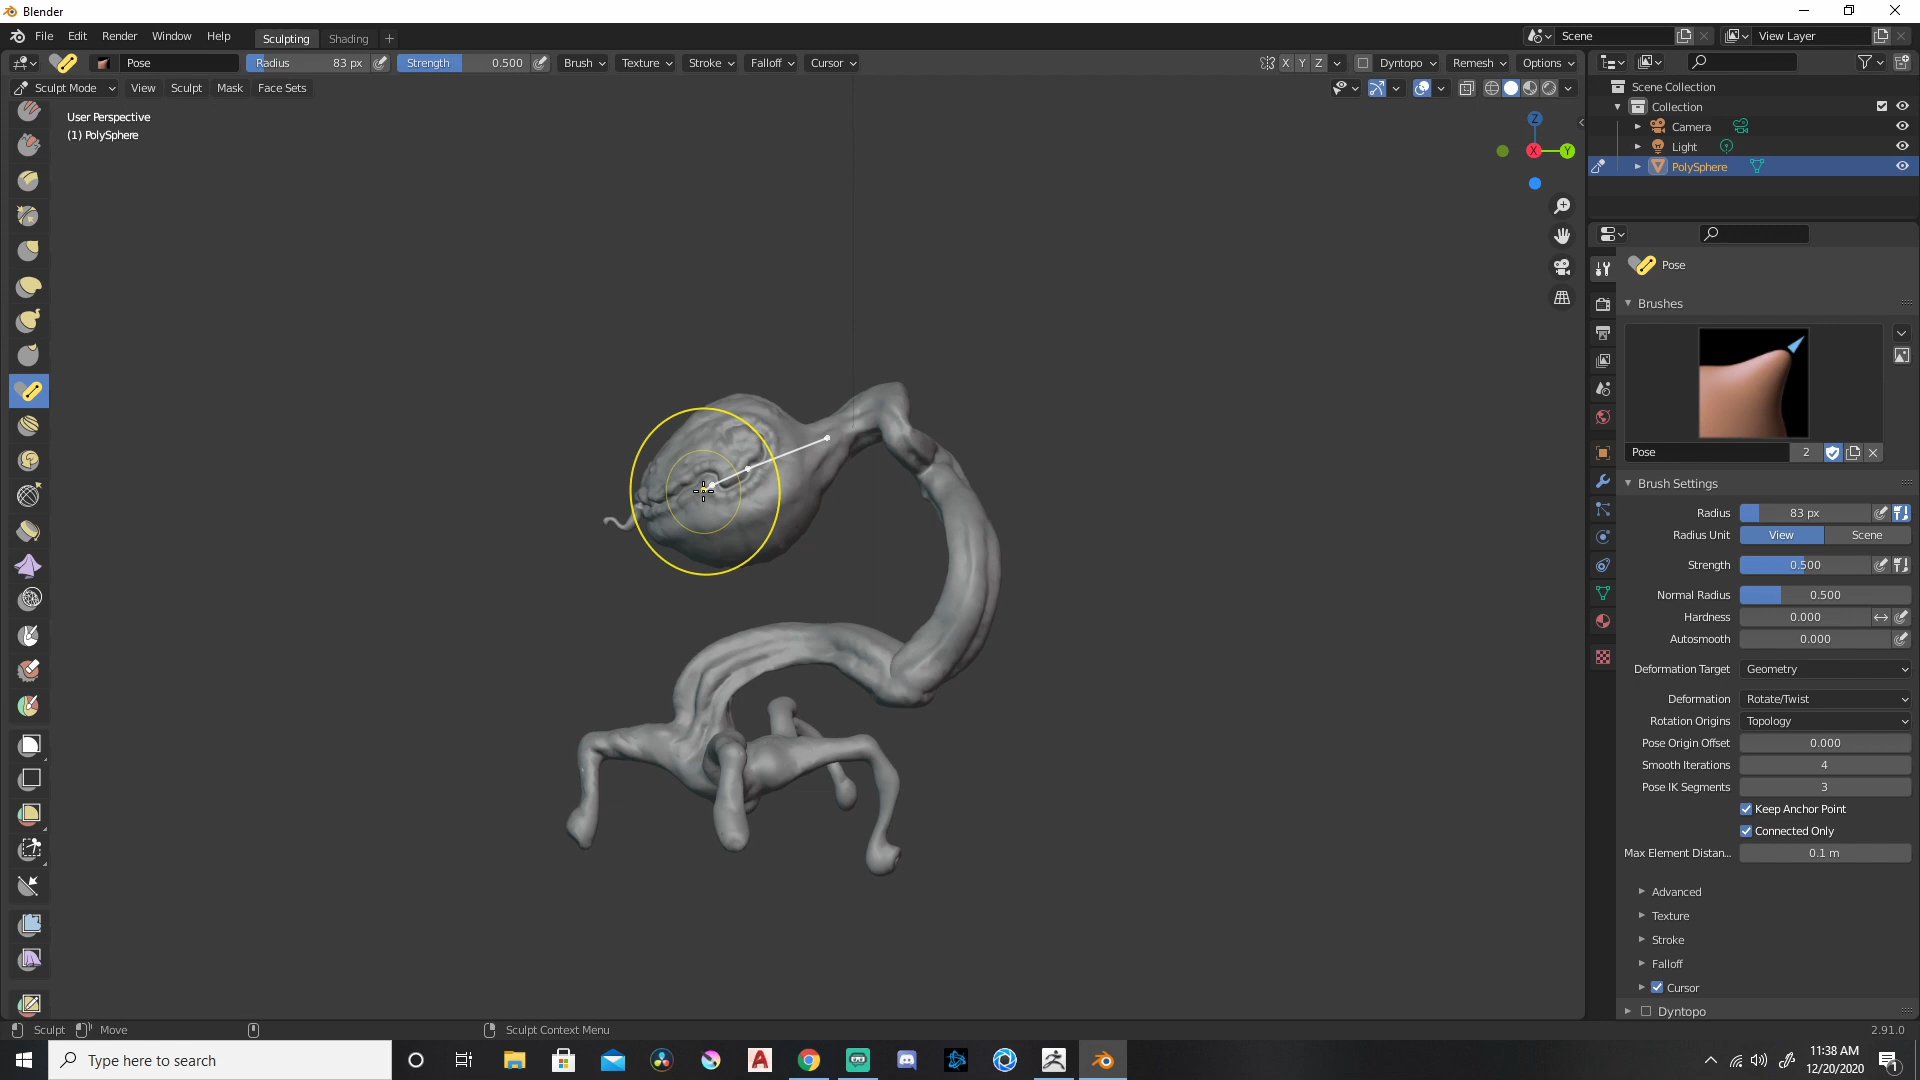 Blender
File Edit Render Window Help Sculpting Shading + Scene View Layer
Pose Radius 83 px Strength 0.500 Brush Texture Stroke Falloff Cursor X Y Z Dyntopo Remesh Options
Sculpt Mode View Sculpt Mask Face Sets
User Perspective
(1) PolySphere
Z
X Y
Scene Collection
Collection
Camera
Light
PolySphere
Pose
Brushes
Pose 2
Brush Settings
Radius 83 px
Radius Unit View Scene
Strength 0.500
Normal Radius 0.500
Hardness 0.000
Autosmooth 0.000
Deformation Target Geometry
Deformation Rotate/Twist
Rotation Origins Topology
Pose Origin Offset 0.000
Smooth Iterations 4
Pose IK Segments 3
Keep Anchor Point
Connected Only
Max Element Distan... 0.1 m
Advanced
Texture
Stroke
Falloff
Cursor
Dyntopo
Sculpt Move Sculpt Context Menu 2.91.0
Type here to search
11:38 AM
12/20/2020
1